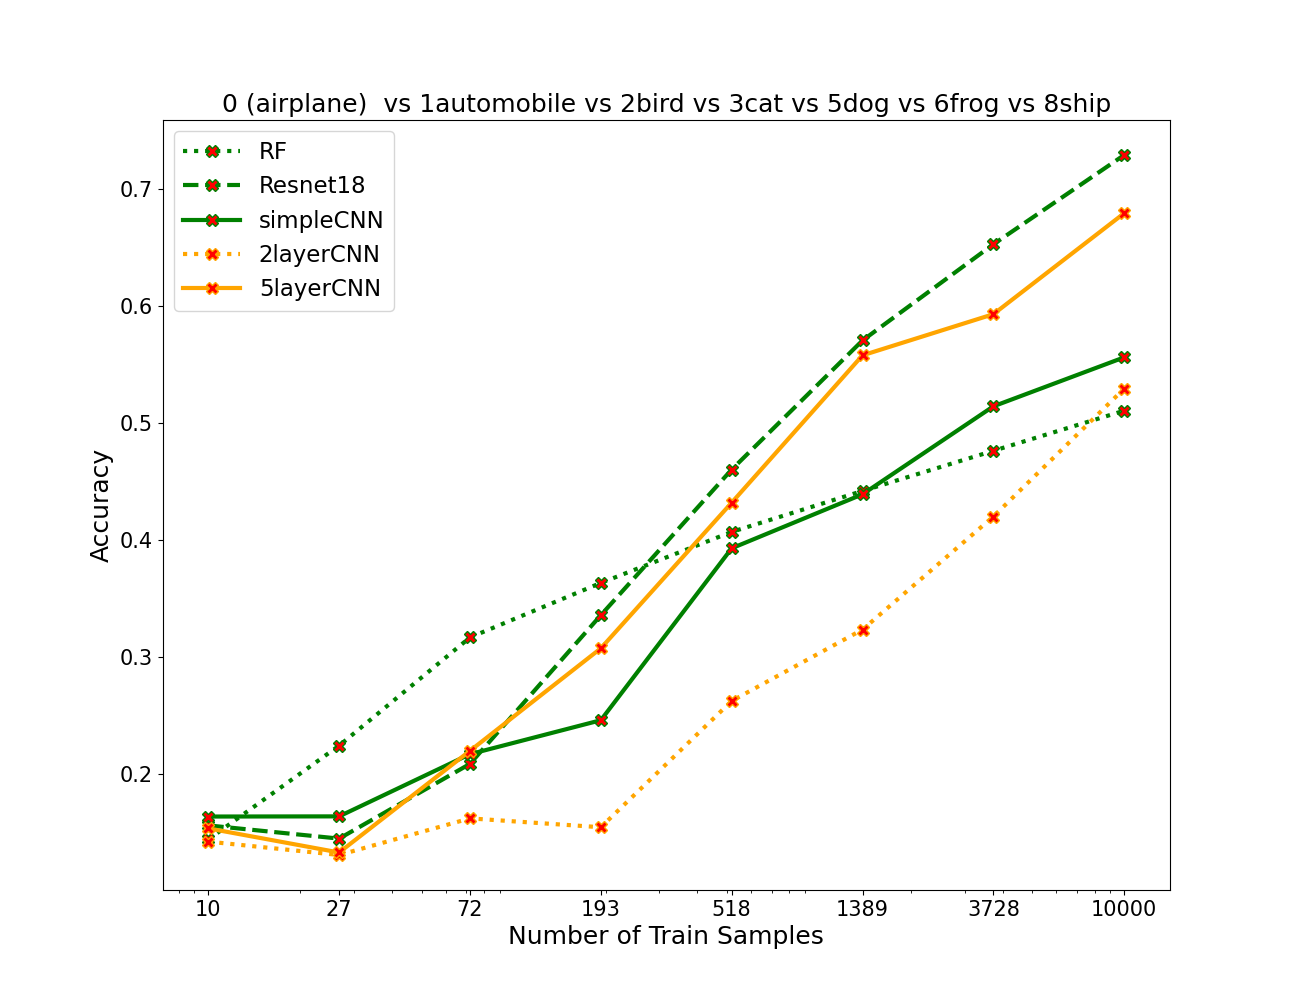 0 (airplane)  vs 1automobile vs 2bird vs 3cat vs 5dog vs 6frog vs 8ship
RF
Resnet18
simpleCNN
2layerCNN
5layerCNN
0.7
0.6
0.5
0.4
0.3
0.2
Accuracy
10 27 72 193 518 1389 3728 10000
Number of Train Samples